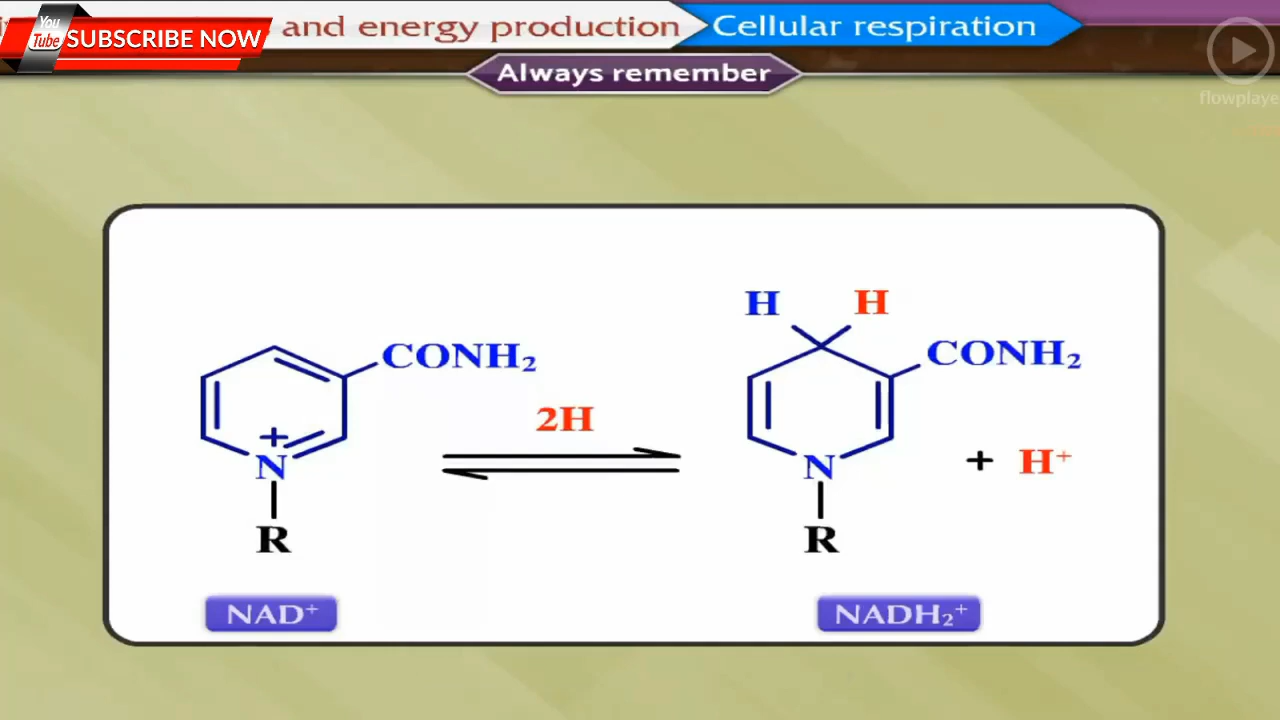 and energy production
Cellular respiration
You
Tube
SUBSCRIBE NOW
Always remember
flowplaye
H H
CONH₂
CONH₂
2H
+
N
N
+ H⁺
R
R
NAD⁺
NADH₂⁺